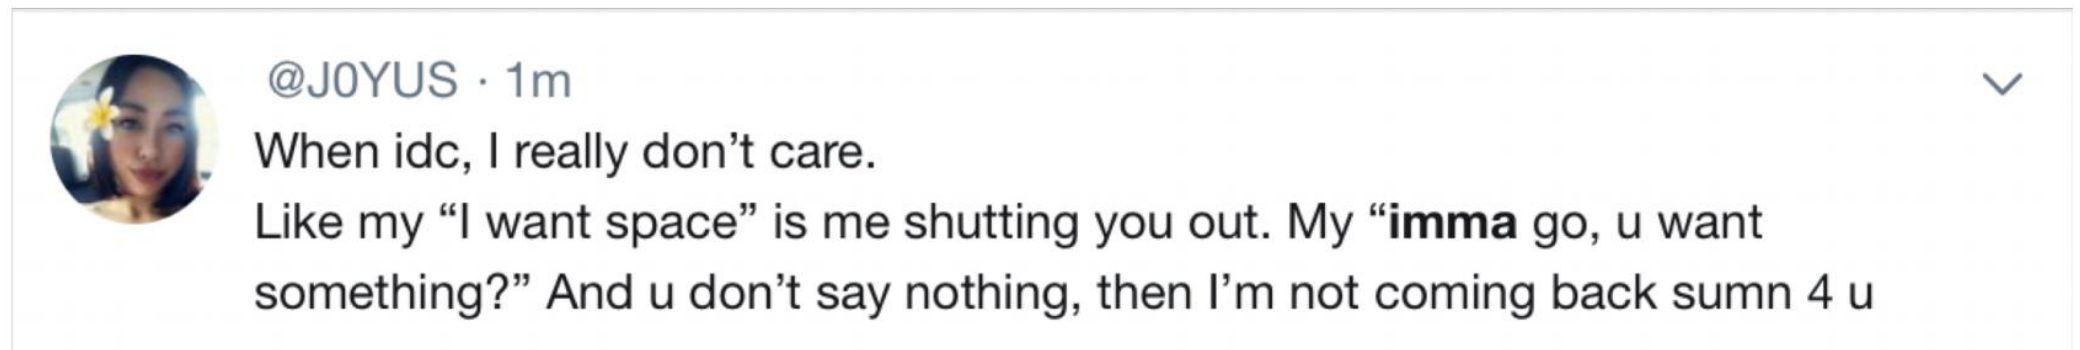 @J0YUS · 1m
When idc, I really don’t care.
Like my “I want space” is me shutting you out. My “imma go, u want
something?” And u don’t say nothing, then I’m not coming back sumn 4 u